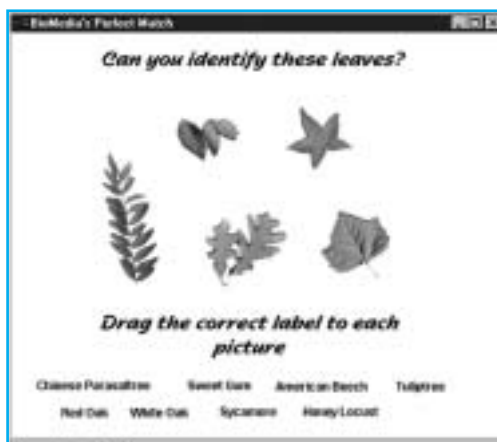 BioMedia's Perfect Match
Can you identify these leaves?
Drag the correct label to each
picture
Chinese Parasoltree Sweet Gum American Beech Tuliptree
Red Oak White Oak Sycamore Honey Locust